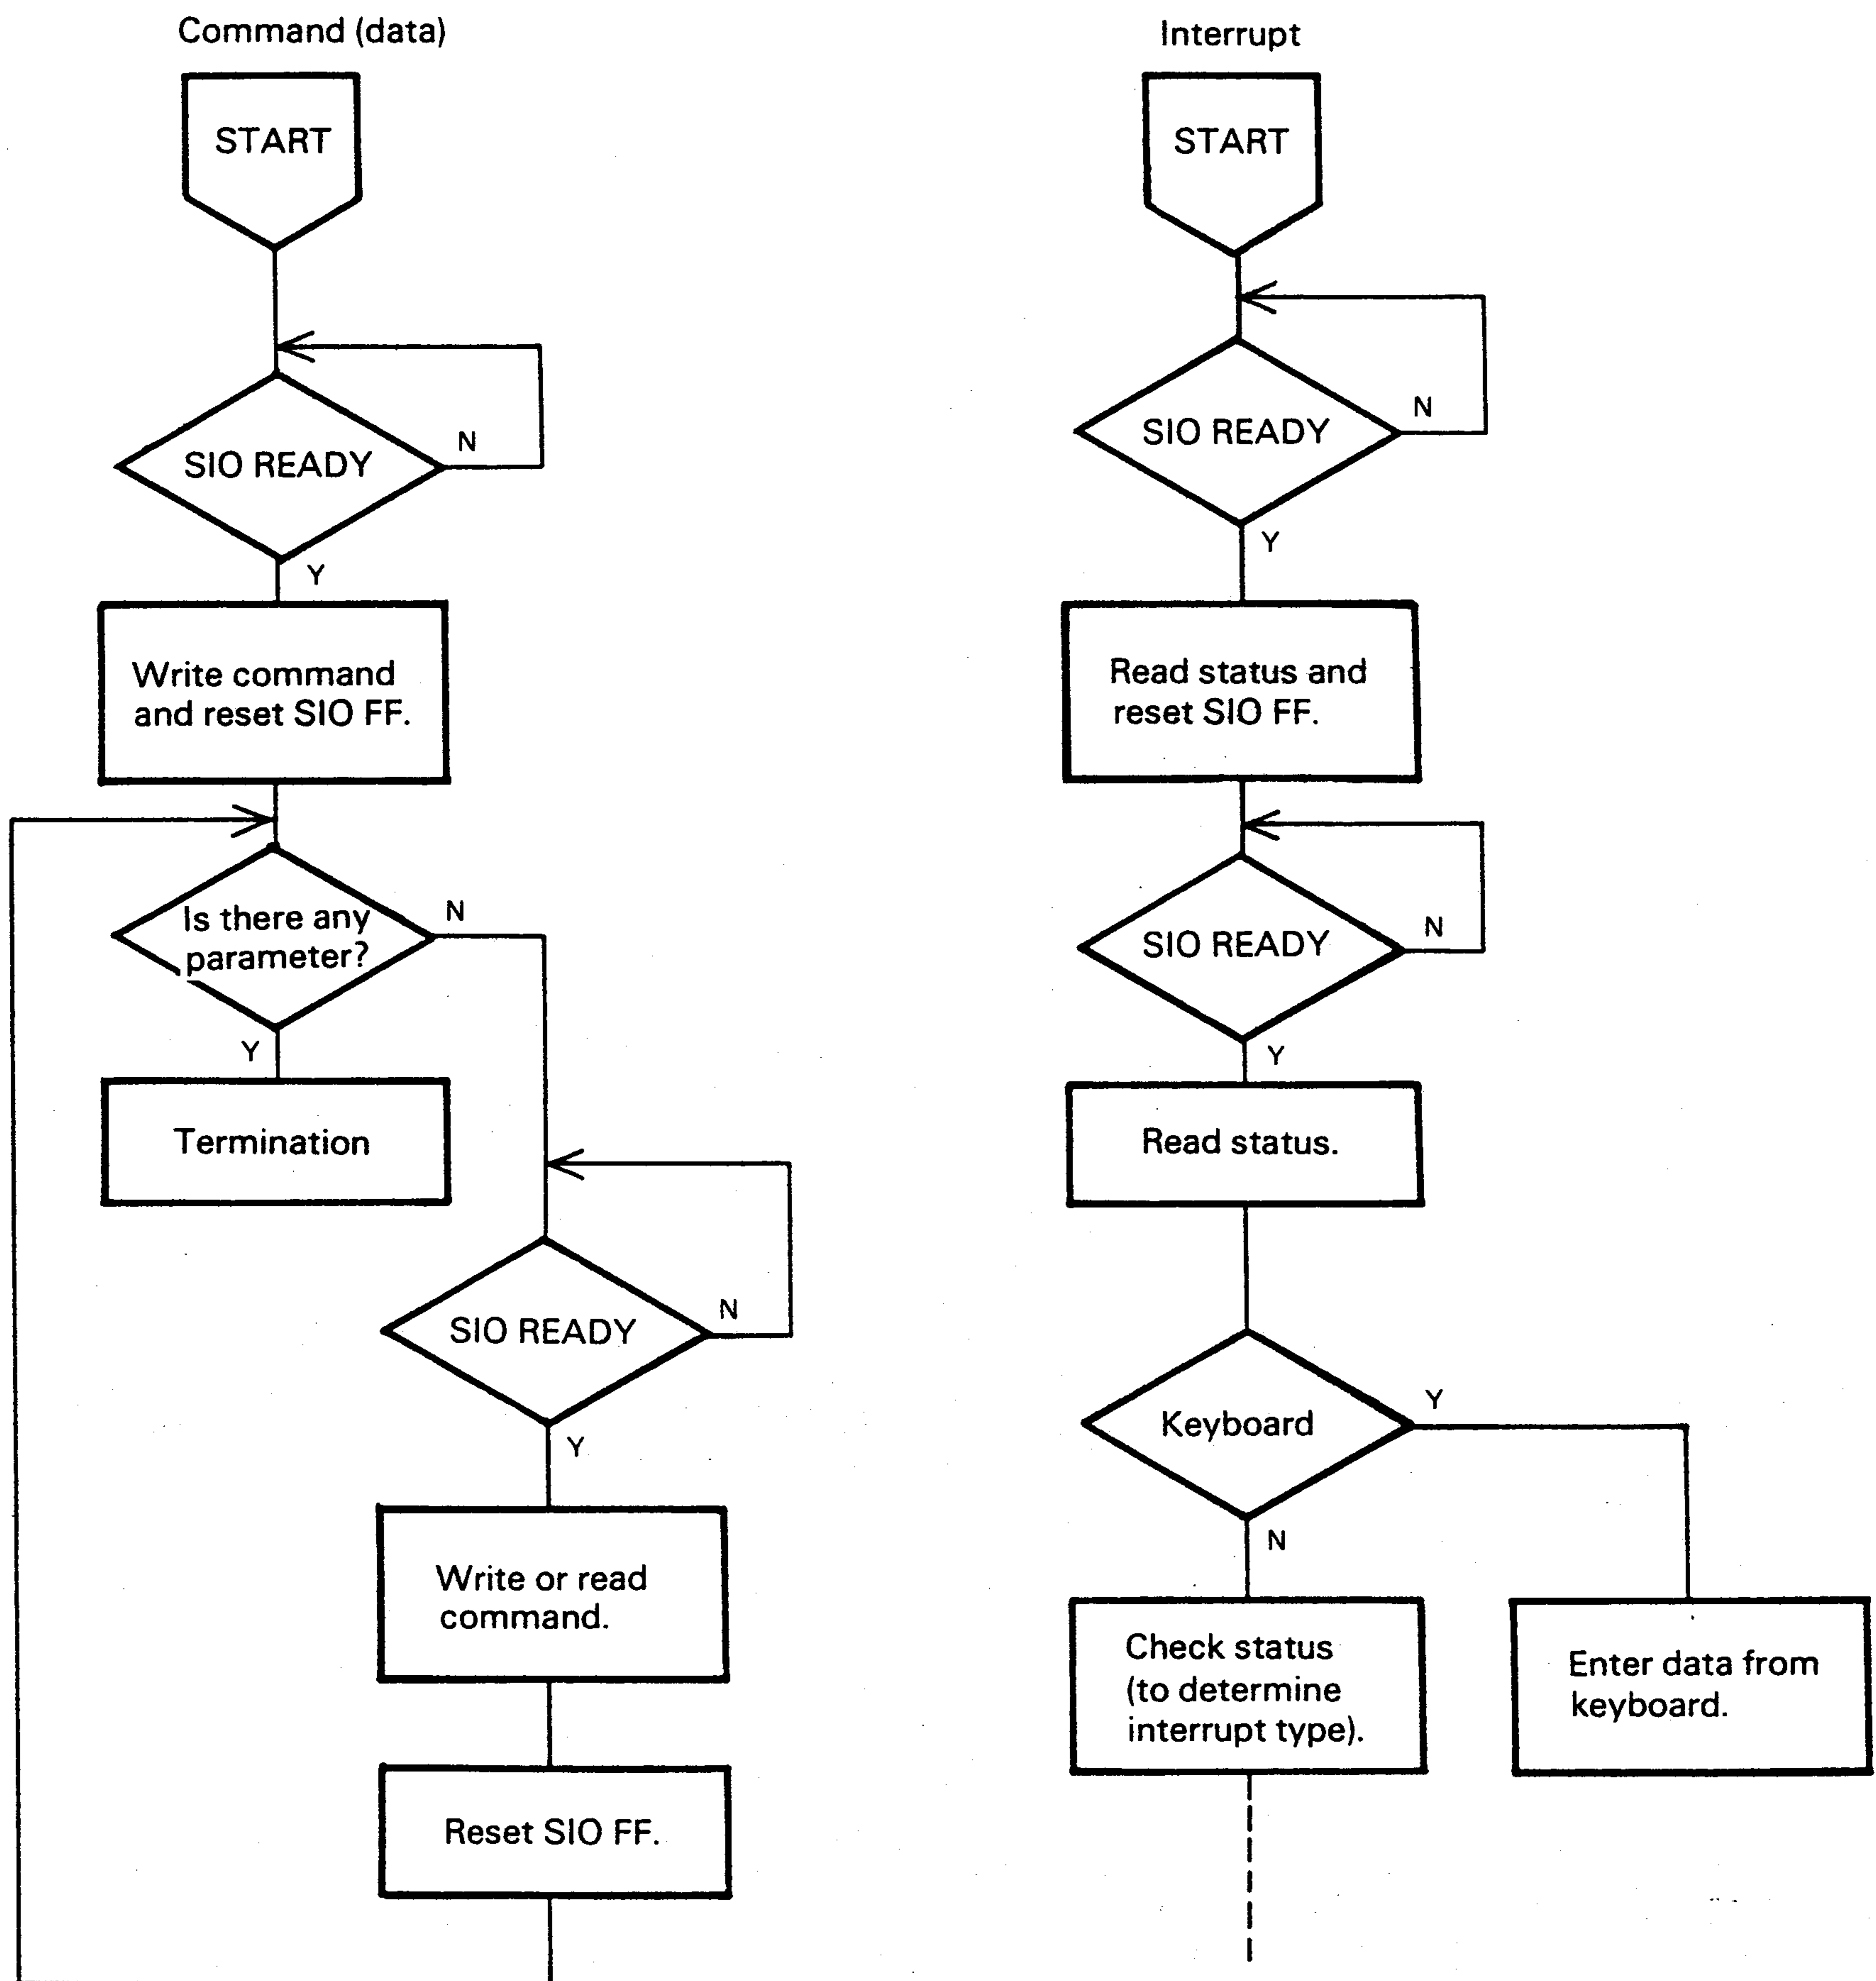 Command (data)
START
SIO READY
N
Y
Write command
and reset SIO FF.
Is there any
parameter?
N
Y
Termination
SIO READY
N
Y
Write or read
command.
Reset SIO FF.
Interrupt
START
SIO READY
N
Y
Read status and
reset SIO FF.
SIO READY
N
Y
Read status.
Keyboard
Y
N
Check status
(to determine
interrupt type).
Enter data from
keyboard.